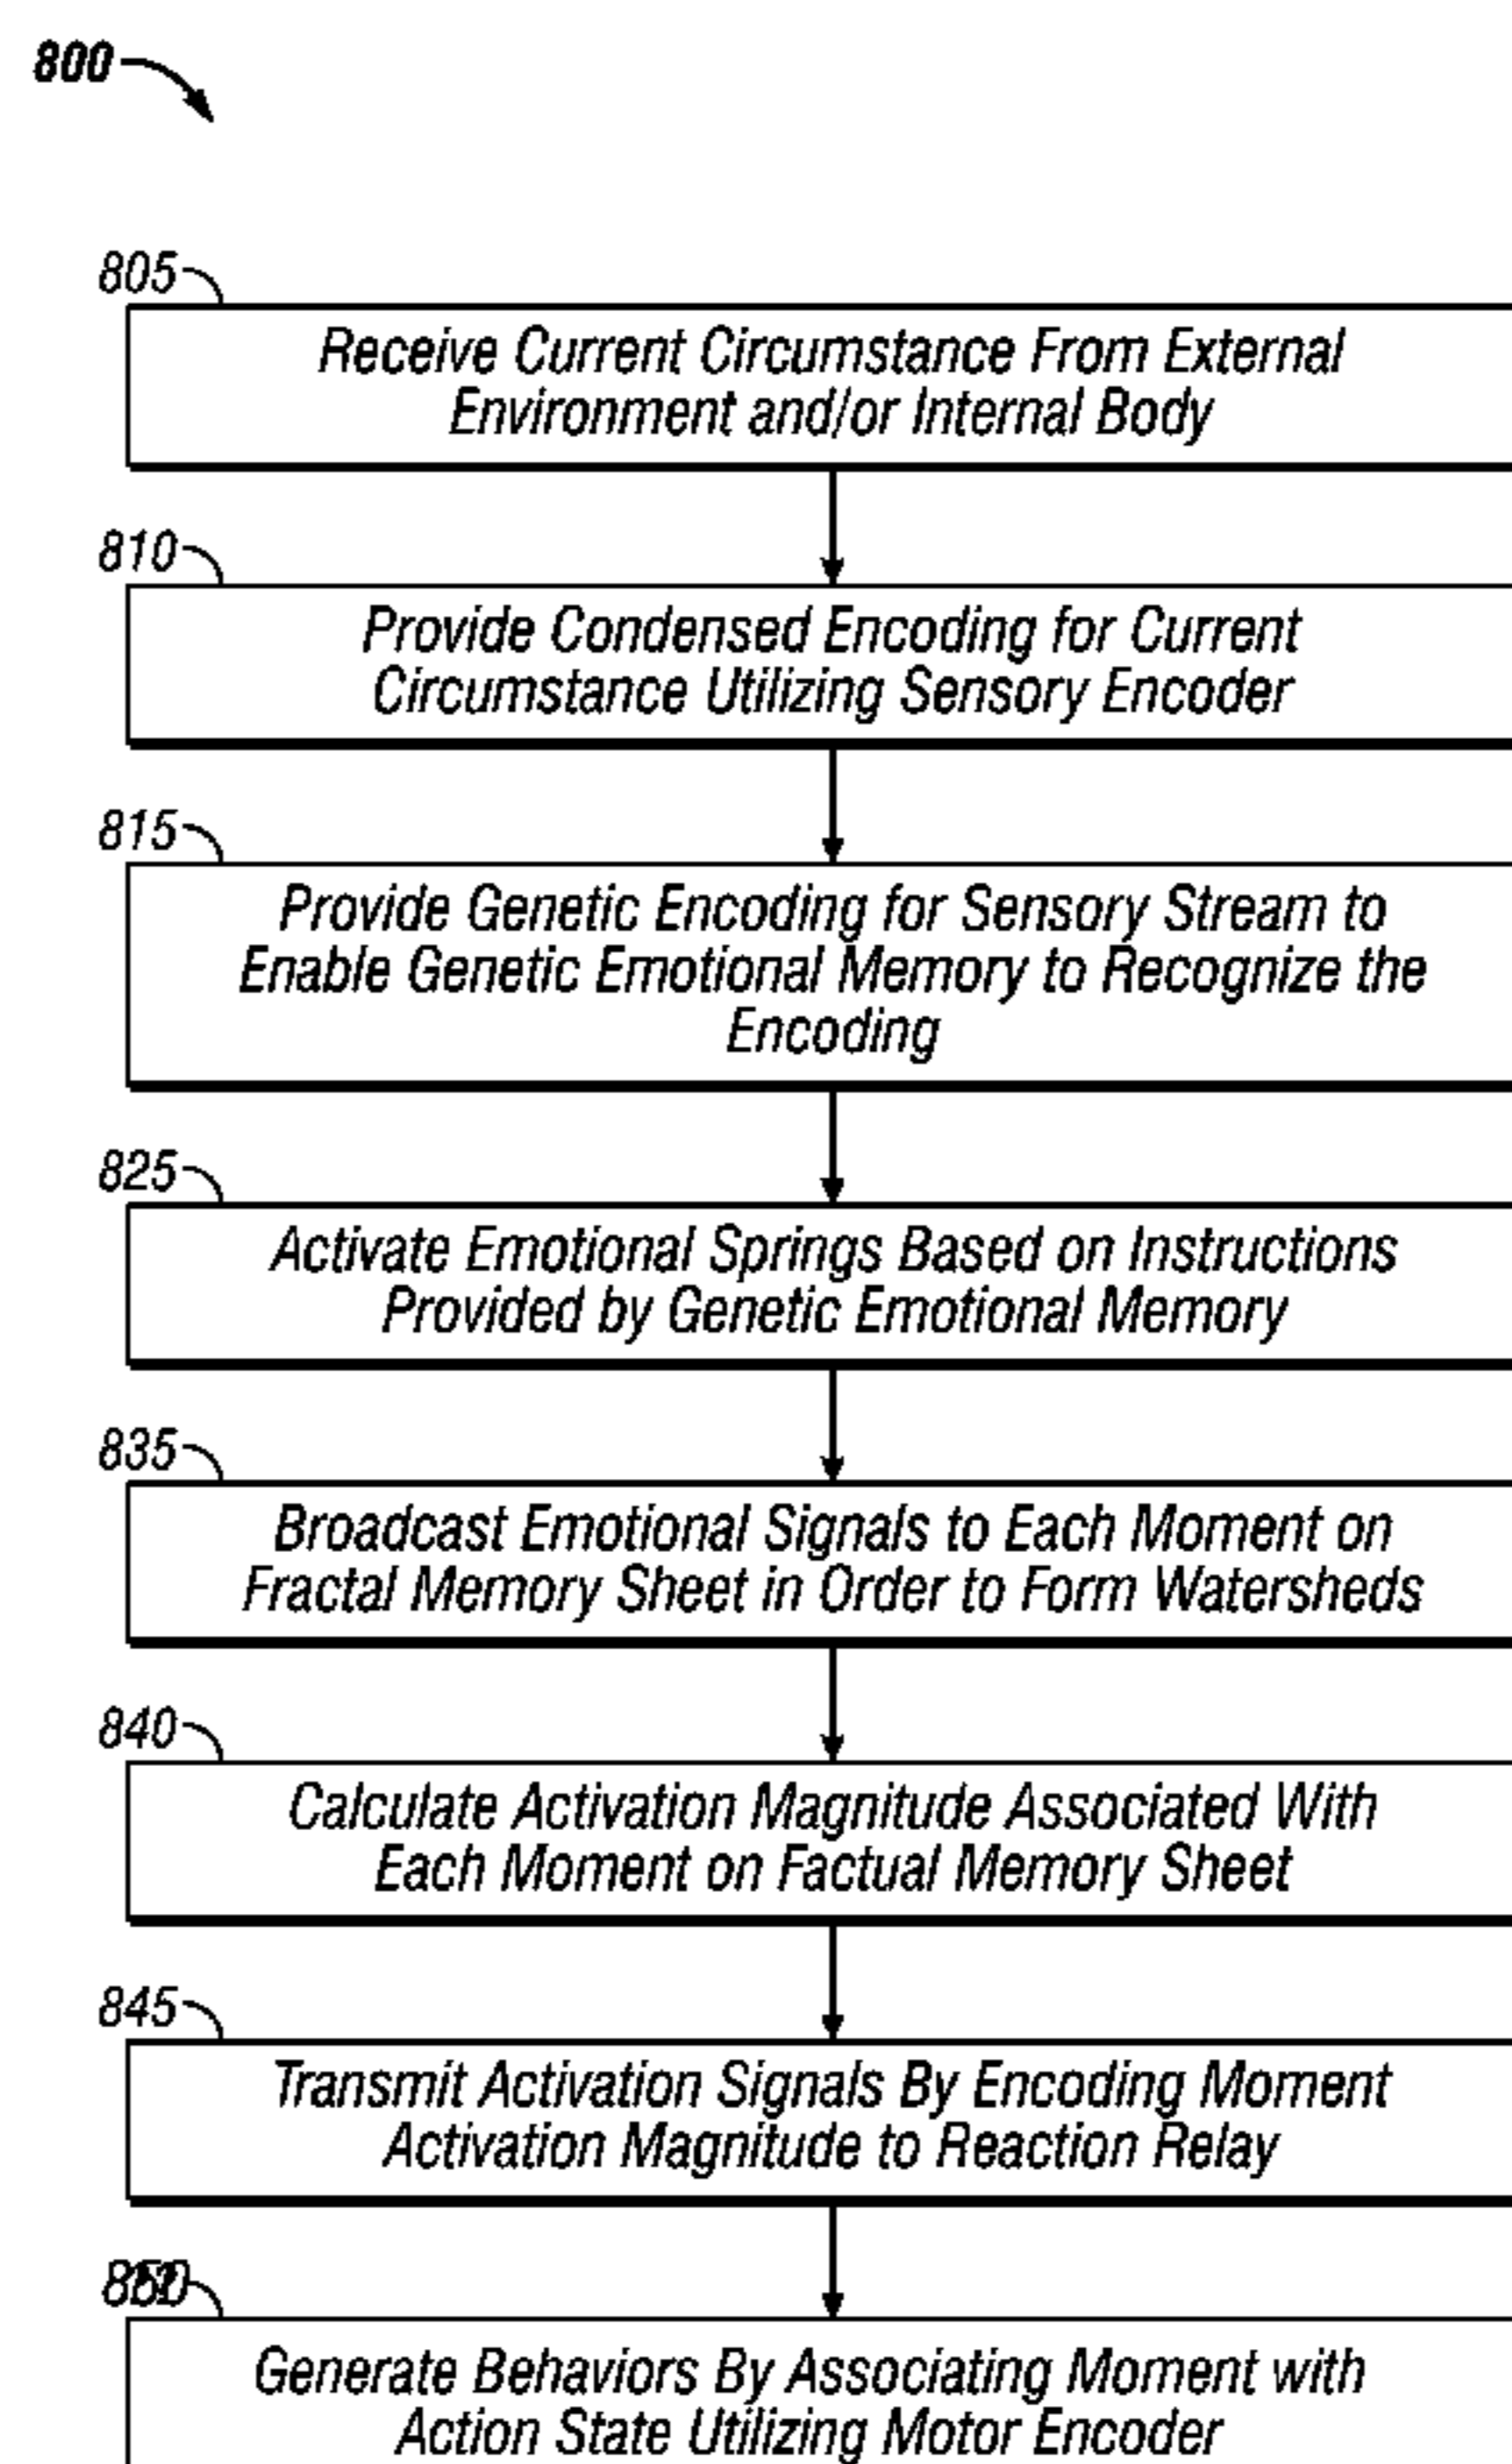 800
805
Receive Current Circumstance From External
Environment and/or Internal Body
810
Provide Condensed Encoding for Current
Circumstance Utilizing Sensory Encoder
815
Provide Genetic Encoding for Sensory Stream to
Enable Genetic Emotional Memory to Recognize the
Encoding
825
Activate Emotional Springs Based on Instructions
Provided by Genetic Emotional Memory
835
Broadcast Emotional Signals to Each Moment on
Fractal Memory Sheet in Order to Form Watersheds
840
Calculate Activation Magnitude Associated With
Each Moment on Factual Memory Sheet
845
Transmit Activation Signals By Encoding Moment
Activation Magnitude to Reaction Relay
Generate Behaviors By Associating Moment with
Action State Utilizing Motor Encoder